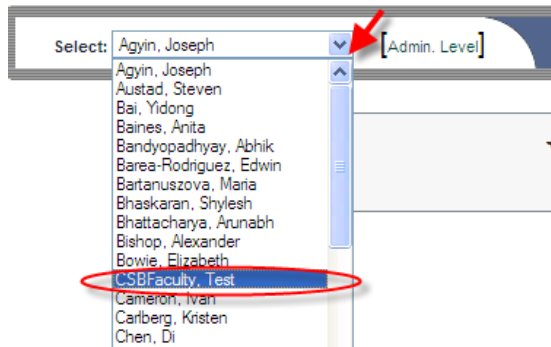 Select: Agyin, Joseph [Admin. Level]
Agyin, Joseph
Austad, Steven
Bai, Yidong
Baines, Anita
Bandyopadhyay, Abhik
Barea-Rodriguez, Edwin
Bartanuszova, Maria
Bhaskaran, Shylesh
Bhattacharya, Arunabh
Bishop, Alexander
Bowie, Elizabeth
CSBFaculty, Test
Cameron, Ivan
Carlberg, Kristen
Chen, Di